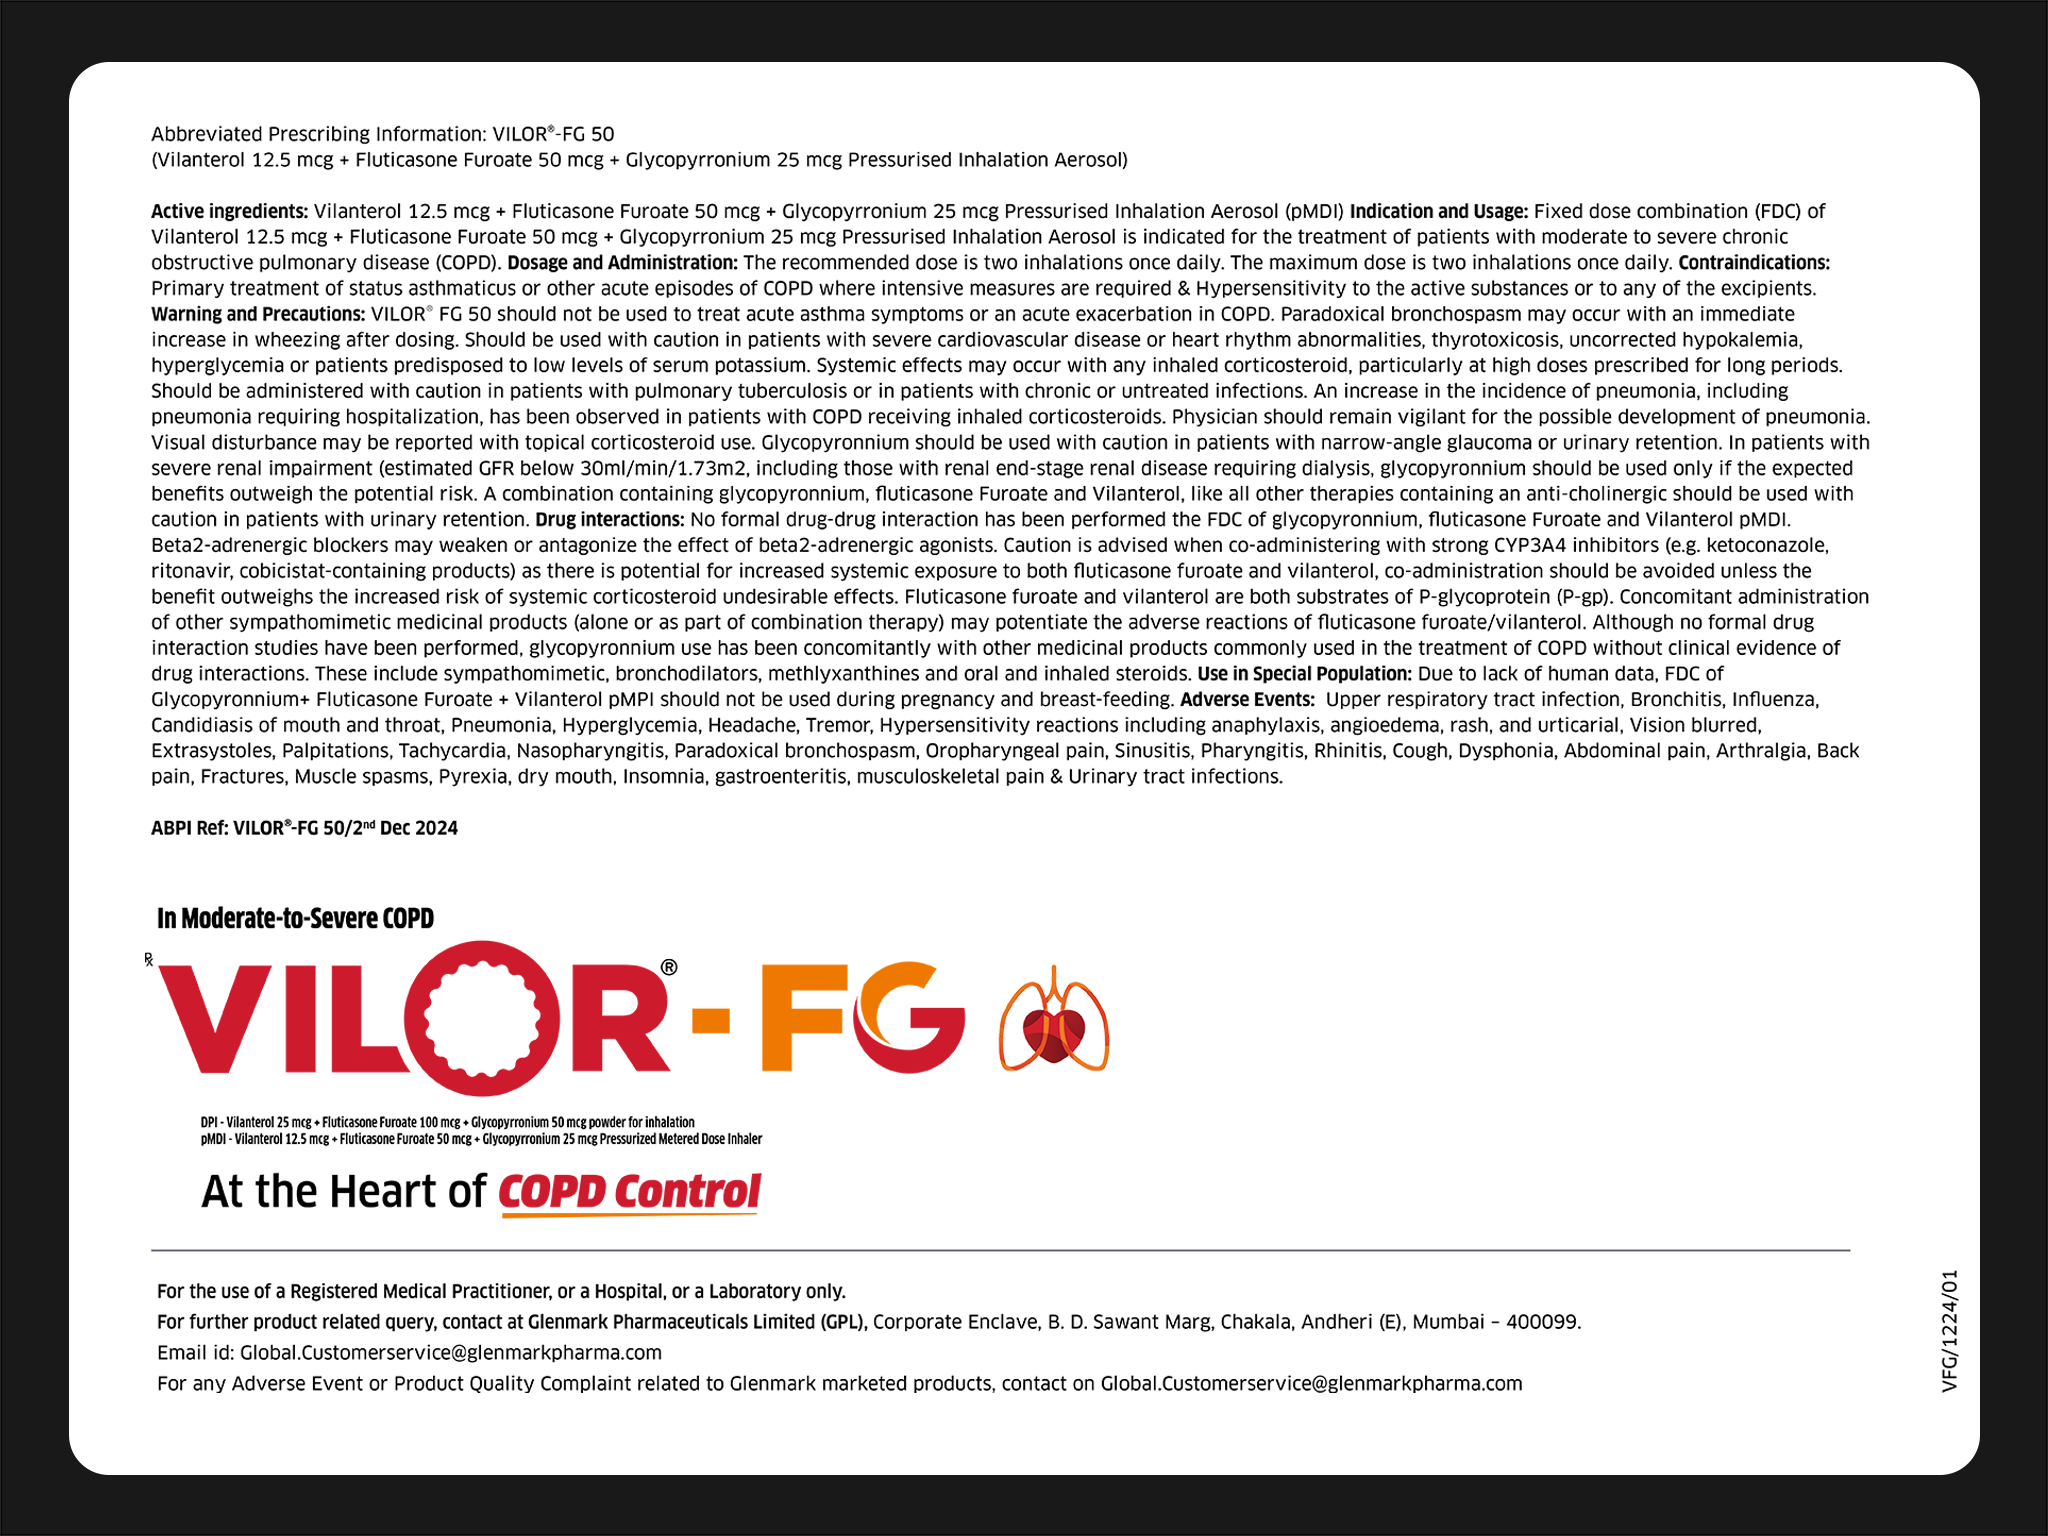 Abbreviated Prescribing Information: VILOR®-FG 50
(Vilanterol 12.5 mcg + Fluticasone Furoate 50 mcg + Glycopyrronium 25 mcg Pressurised Inhalation Aerosol)
Active ingredients: Vilanterol 12.5 mcg + Fluticasone Furoate 50 mcg + Glycopyrronium 25 mcg Pressurised Inhalation Aerosol (pMDI) Indication and Usage: Fixed dose combination (FDC) of
Vilanterol 12.5 mcg + Fluticasone Furoate 50 mcg + Glycopyrronium 25 mcg Pressurised Inhalation Aerosol is indicated for the treatment of patients with moderate to severe chronic
obstructive pulmonary disease (COPD). Dosage and Administration: The recommended dose is two inhalations once daily. The maximum dose is two inhalations once daily. Contraindications:
Primary treatment of status asthmaticus or other acute episodes of COPD where intensive measures are required & Hypersensitivity to the active substances or to any of the excipients.
Warning and Precautions: VILOR® FG 50 should not be used to treat acute asthma symptoms or an acute exacerbation in COPD. Paradoxical bronchospasm may occur with an immediate
increase in wheezing after dosing. Should be used with caution in patients with severe cardiovascular disease or heart rhythm abnormalities, thyrotoxicosis, uncorrected hypokalemia,
hyperglycemia or patients predisposed to low levels of serum potassium. Systemic effects may occur with any inhaled corticosteroid, particularly at high doses prescribed for long periods.
Should be administered with caution in patients with pulmonary tuberculosis or in patients with chronic or untreated infections. An increase in the incidence of pneumonia, including
pneumonia requiring hospitalization, has been observed in patients with COPD receiving inhaled corticosteroids. Physician should remain vigilant for the possible development of pneumonia.
Visual disturbance may be reported with topical corticosteroid use. Glycopyronnium should be used with caution in patients with narrow-angle glaucoma or urinary retention. In patients with
severe renal impairment (estimated GFR below 30ml/min/1.73m2, including those with renal end-stage renal disease requiring dialysis, glycopyronnium should be used only if the expected
benefits outweigh the potential risk. A combination containing glycopyronnium, fluticasone Furoate and Vilanterol, like all other therapies containing an anti-cholinergic should be used with
caution in patients with urinary retention. Drug interactions: No formal drug-drug interaction has been performed the FDC of glycopyronnium, fluticasone Furoate and Vilanterol pMDI.
Beta2-adrenergic blockers may weaken or antagonize the effect of beta2-adrenergic agonists. Caution is advised when co-administering with strong CYP3A4 inhibitors (e.g. ketoconazole,
ritonavir, cobicistat-containing products) as there is potential for increased systemic exposure to both fluticasone furoate and vilanterol, co-administration should be avoided unless the
benefit outweighs the increased risk of systemic corticosteroid undesirable effects. Fluticasone furoate and vilanterol are both substrates of P-glycoprotein (P-gp). Concomitant administration
of other sympathomimetic medicinal products (alone or as part of combination therapy) may potentiate the adverse reactions of fluticasone furoate/vilanterol. Although no formal drug
interaction studies have been performed, glycopyronnium use has been concomitantly with other medicinal products commonly used in the treatment of COPD without clinical evidence of
drug interactions. These include sympathomimetic, bronchodilators, methlyxanthines and oral and inhaled steroids. Use in Special Population: Due to lack of human data, FDC of
Glycopyronnium+ Fluticasone Furoate + Vilanterol pMPI should not be used during pregnancy and breast-feeding. Adverse Events: Upper respiratory tract infection, Bronchitis, Influenza,
Candidiasis of mouth and throat, Pneumonia, Hyperglycemia, Headache, Tremor, Hypersensitivity reactions including anaphylaxis, angioedema, rash, and urticarial, Vision blurred,
Extrasystoles, Palpitations, Tachycardia, Nasopharyngitis, Paradoxical bronchospasm, Oropharyngeal pain, Sinusitis, Pharyngitis, Rhinitis, Cough, Dysphonia, Abdominal pain, Arthralgia, Back
pain, Fractures, Muscle spasms, Pyrexia, dry mouth, Insomnia, gastroenteritis, musculoskeletal pain & Urinary tract infections.
ABPI Ref: VILOR®-FG 50/2nd Dec 2024
In Moderate-to-Severe COPD
℞ VILOR®-FG
DPI - Vilanterol 25 mcg + Fluticasone Furoate 100 mcg + Glycopyrronium 50 mcg powder for inhalation
pMDI - Vilanterol 12.5 mcg + Fluticasone Furoate 50 mcg + Glycopyrronium 25 mcg Pressurized Metered Dose Inhaler
At the Heart of COPD Control
For the use of a Registered Medical Practitioner, or a Hospital, or a Laboratory only.
For further product related query, contact at Glenmark Pharmaceuticals Limited (GPL), Corporate Enclave, B. D. Sawant Marg, Chakala, Andheri (E), Mumbai – 400099.
Email id: Global.Customerservice@glenmarkpharma.com
For any Adverse Event or Product Quality Complaint related to Glenmark marketed products, contact on Global.Customerservice@glenmarkpharma.com
VFG/1224/01